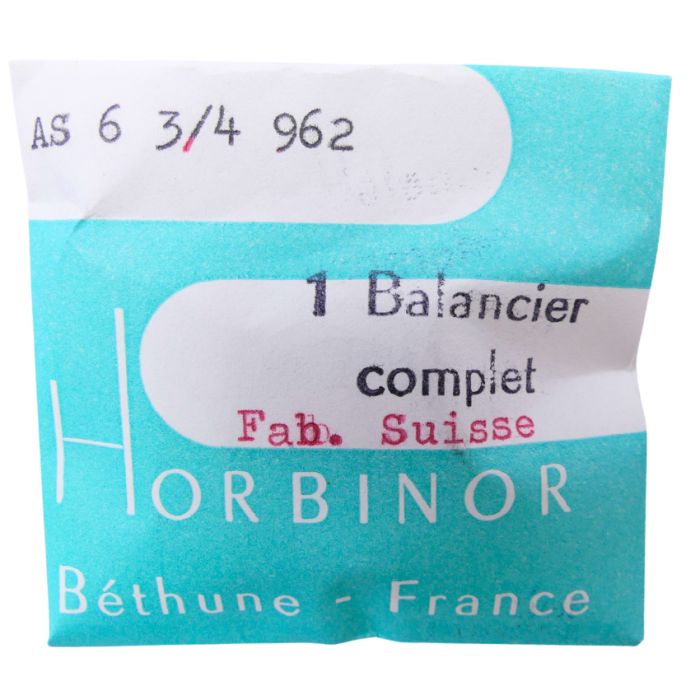 AS 6 3/4 962
1 Balancier
complet
Fab. Suisse
HORBINOR
Béthune - France